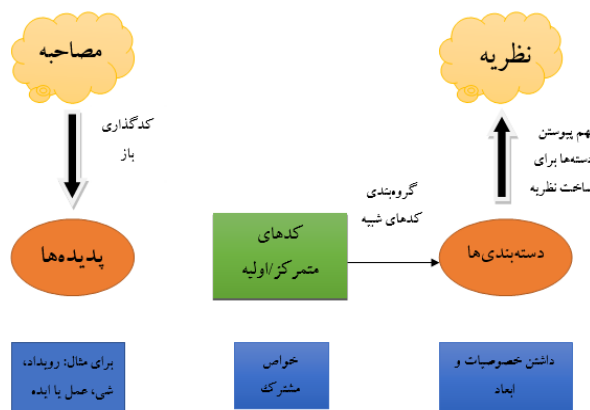 مصاحبه
نظریه
کدگذاری
باز
بهم پیوستن
دسته‌ها برای
ساخت نظریه
گروه‌بندی
کدهای شبیه
پدیده‌ها
کدهای
متمرکز/اولیه
دسته‌بندی‌ها
برای مثال: رویداد،
شی، عمل یا ایده
خواص
مشترک
داشتن خصوصیات و
ابعاد